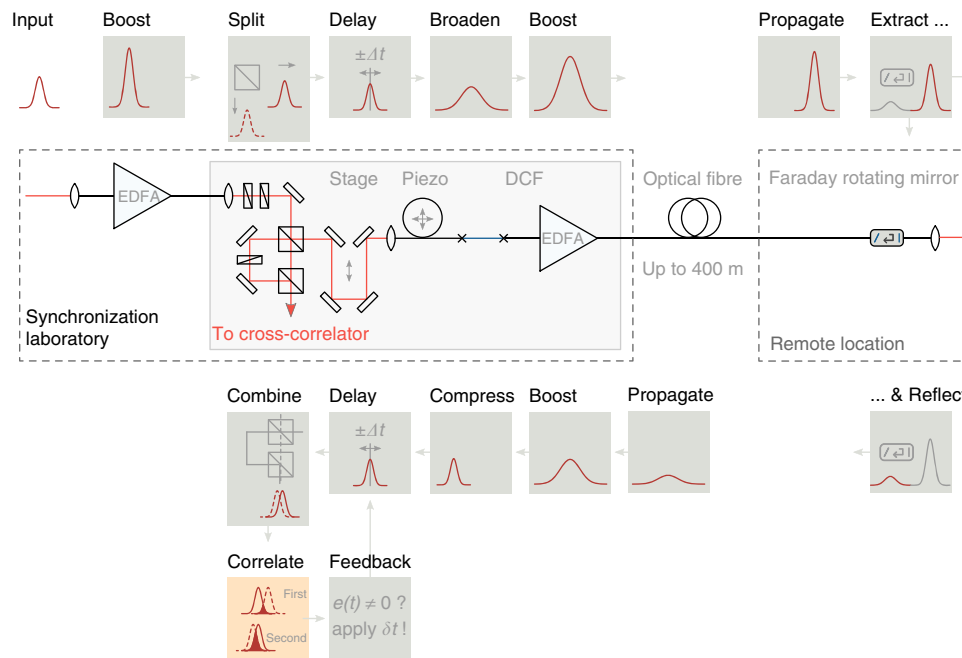 Input
Boost
Split
Delay
Broaden
Boost
Propagate
Extract ...
±Δt
EDFA
Stage
Piezo
DCF
EDFA
Optical fibre
Up to 400 m
Faraday rotating mirror
Synchronization
laboratory
To cross-correlator
Remote location
Combine
Delay
Compress
Boost
Propagate
... & Reflect
±Δt
Correlate
First
Second
Feedback
e(t) ≠ 0 ?
apply δt !